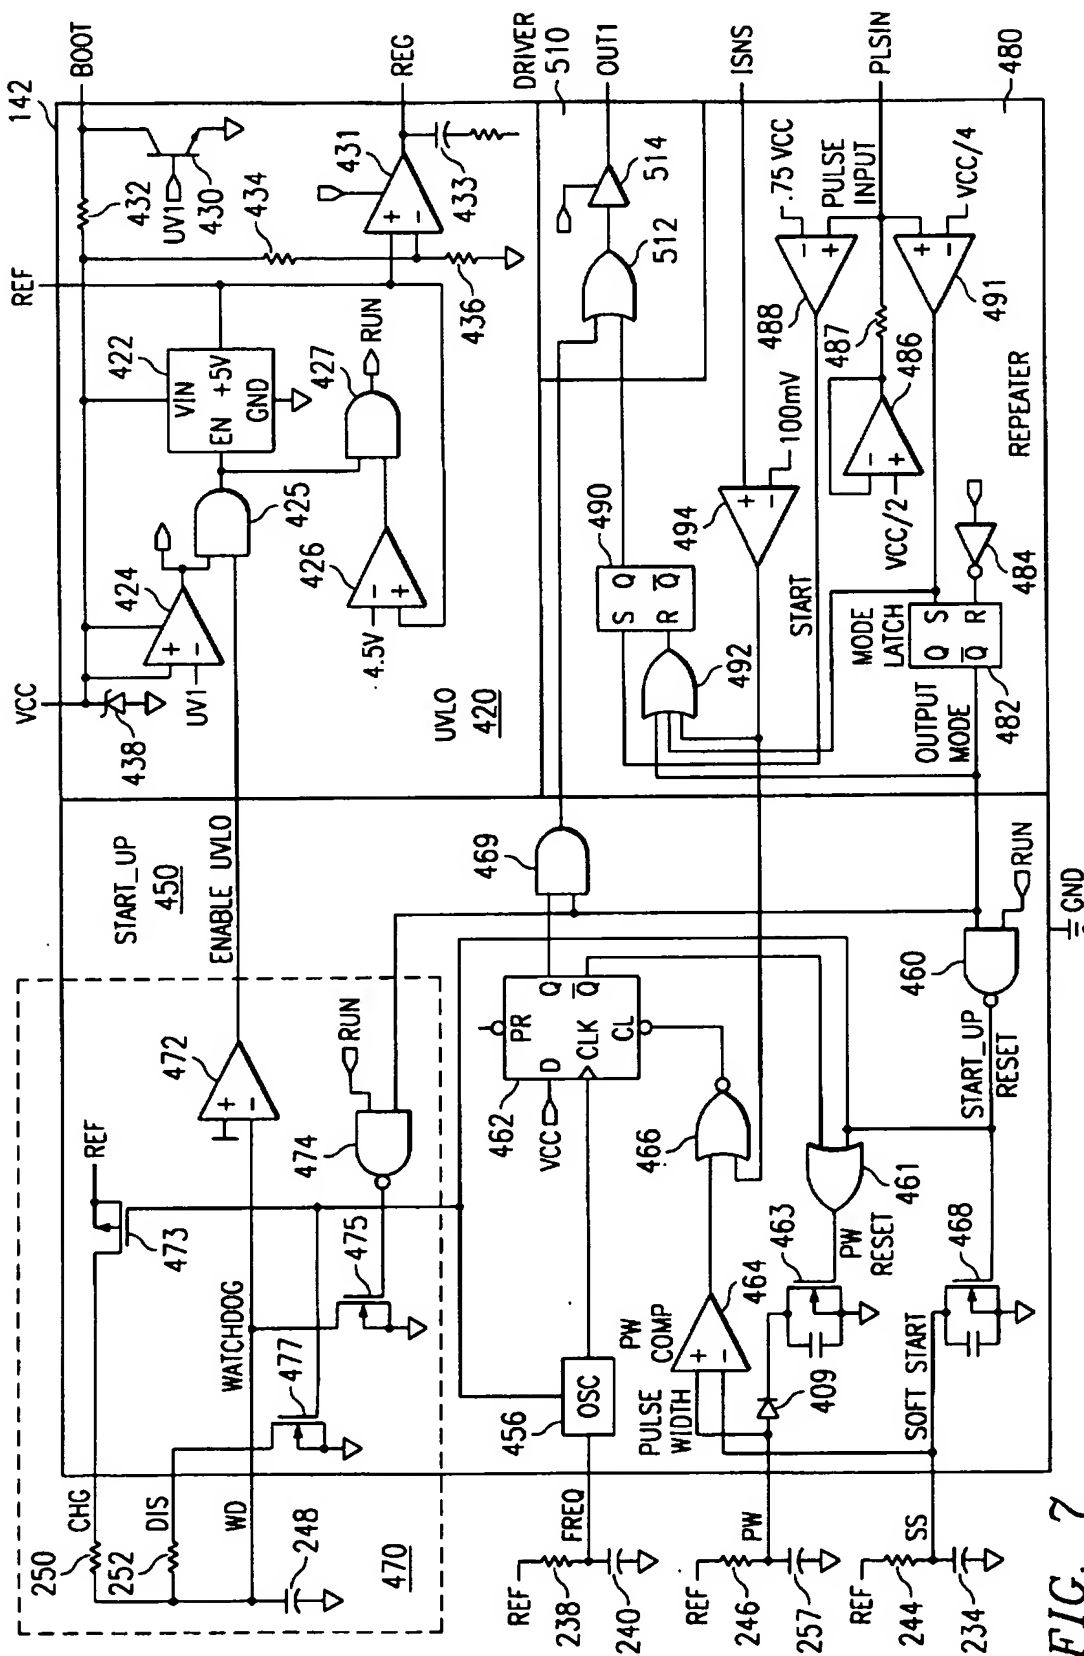 142
VCC
REF
BOOT
START_UP
450
ENABLE UVLO
438
UV1
424
425
422
VIN
EN +5V
GND
432
UV1
430
434
431
433
REG
436
4.5V
426
427
RUN
UVLO
420
REF
473
472
RUN
474
475
WATCHDOG
477
CHG
250
DIS
252
WD
248
470
DRIVER
510
OUT1
514
512
469
462
PR
D
Q
Q
CLK
CL
VCC
490
S
Q
R
Q
492
494
100mV
START
ISNS
466
PW
COMP
464
PULSE
WIDTH
456
OSC
FREQ
REF
238
240
461
463
PW
RESET
409
PW
REF
246
257
488
.75 VCC
PULSE
INPUT
PLSIN
487
486
VCC/2
491
VCC/4
MODE
LATCH
Q
S
Q
R
482
484
OUTPUT
MODE
REPEATER
480
460
RUN
START_UP
RESET
468
SOFT START
SS
REF
244
234
GND
FIG. 7